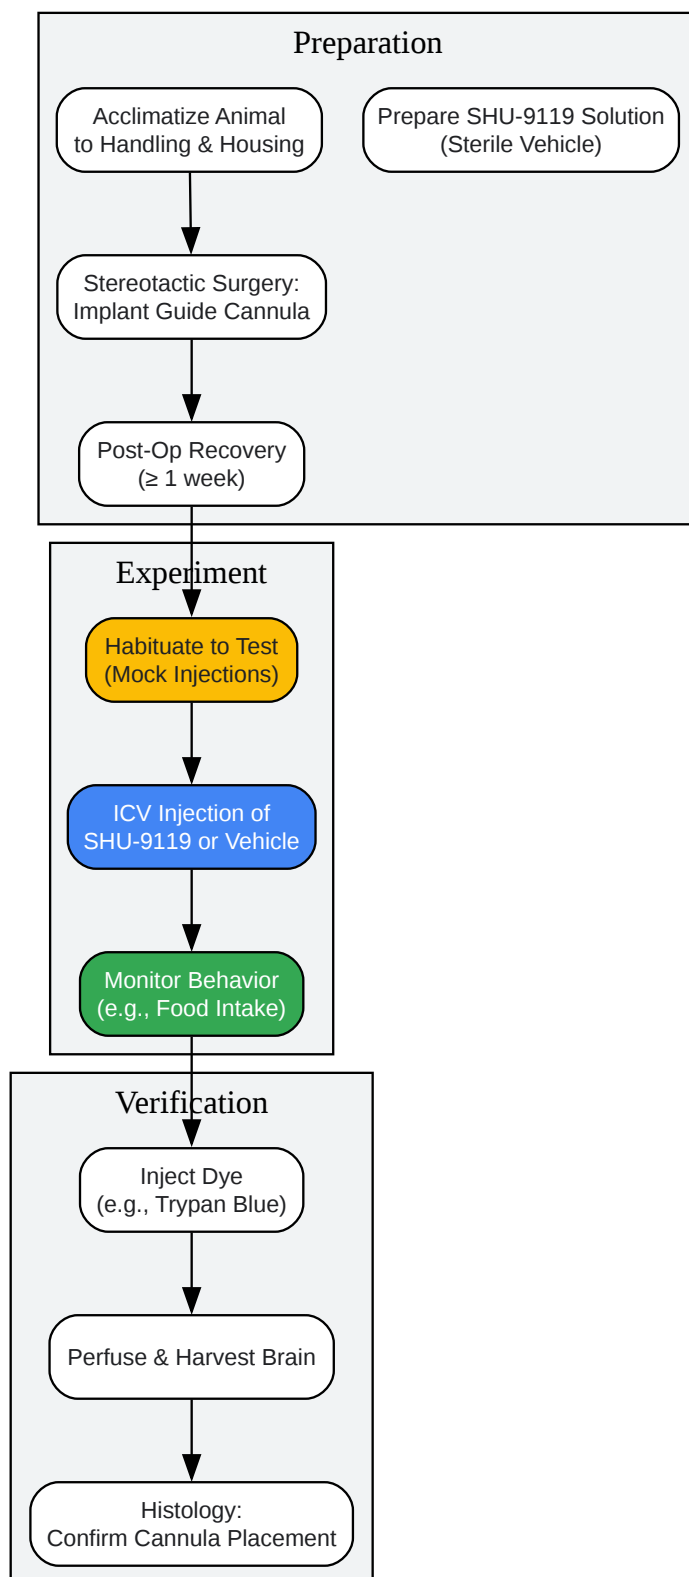 Preparation
Acclimatize Animal
to Handling & Housing
Prepare SHU-9119 Solution
(Sterile Vehicle)
Stereotactic Surgery:
Implant Guide Cannula
Post-Op Recovery
(≥ 1 week)
Experiment
Habituate to Test
(Mock Injections)
ICV Injection of
SHU-9119 or Vehicle
Monitor Behavior
(e.g., Food Intake)
Verification
Inject Dye
(e.g., Trypan Blue)
Perfuse & Harvest Brain
Histology:
Confirm Cannula Placement